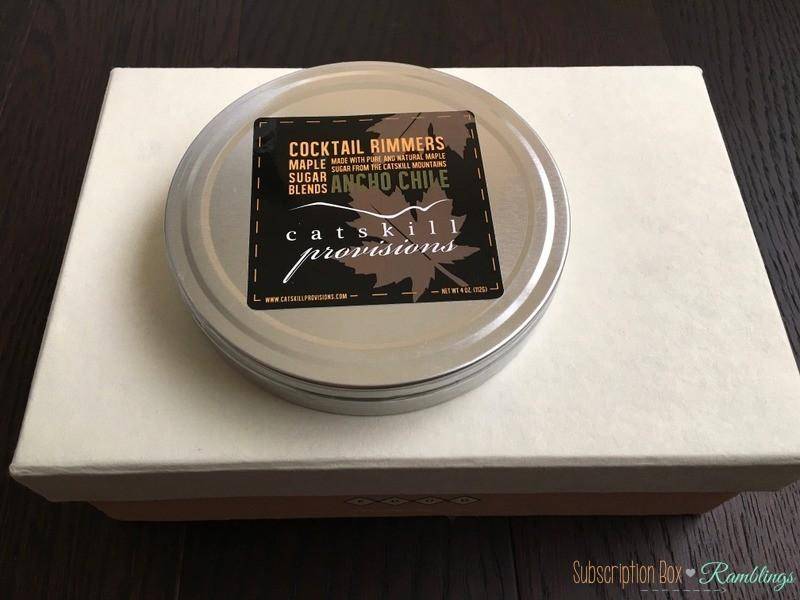 COCKTAIL RIMMERS
MAPLE SUGAR BLENDS
MADE WITH PURE AND NATURAL MAPLE
SUGAR FROM THE CATSKILL MOUNTAINS
ANCHO CHILE
catskill
provisions
WWW.CATSKILLPROVISIONS.COM
NET WT 4 OZ. (112G)
Subscription Box
Ramblings